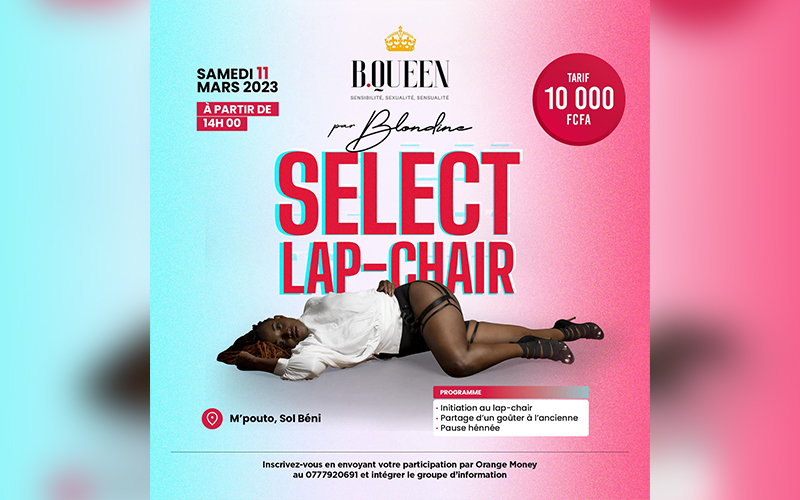 SAMEDI 11
MARS 2023
À PARTIR DE
14H 00
B.QUEEN
SENSIBILITÉ, SEXUALITÉ, SENSUALITÉ
par Blondine
TARIF
10 000
FCFA
SELECT
LAP-CHAIR
M'pouto, Sol Béni
PROGRAMME
• Initiation au lap-chair
• Partage d'un goûter à l'ancienne
• Pause hénnée
Inscrivez-vous en envoyant votre participation par Orange Money
au 0777920691 et intégrer le groupe d'information